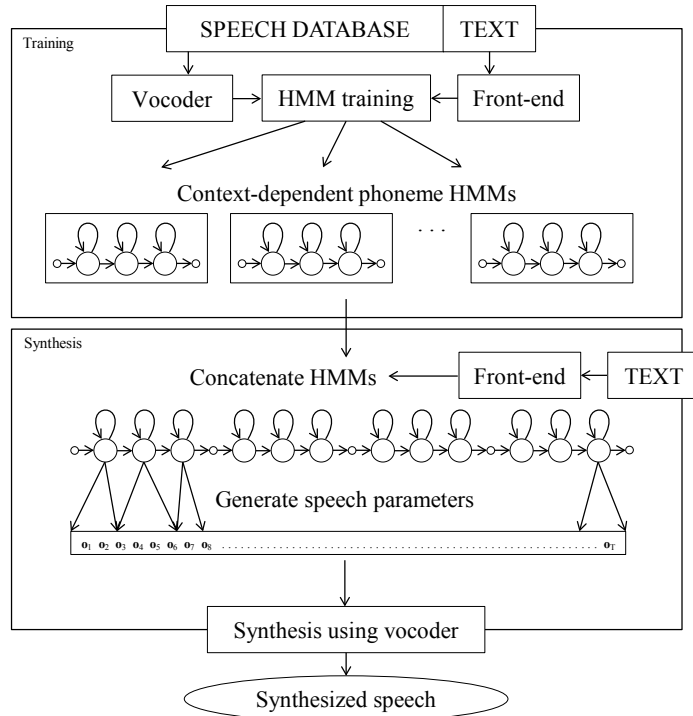 SPEECH DATABASE TEXT
Training
Vocoder HMM training Front-end
Context-dependent phoneme HMMs
. . .
Synthesis
Concatenate HMMs Front-end TEXT
Generate speech parameters
o₁ o₂ o₃ o₄ o₅ o₆ o₇ o₈ ........................................................ o_T
Synthesis using vocoder
Synthesized speech